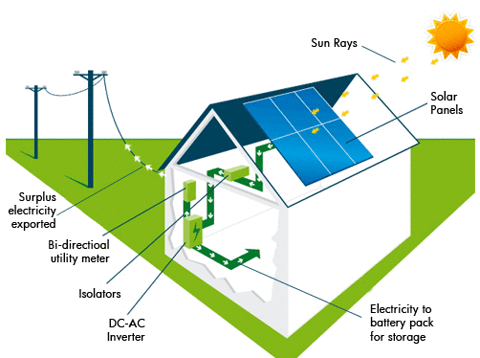 Sun Rays
Solar
Panels
Surplus
electricity
exported
Bi-directioal
utility meter
Isolators
DC-AC
Inverter
Electricity to
battery pack
for storage